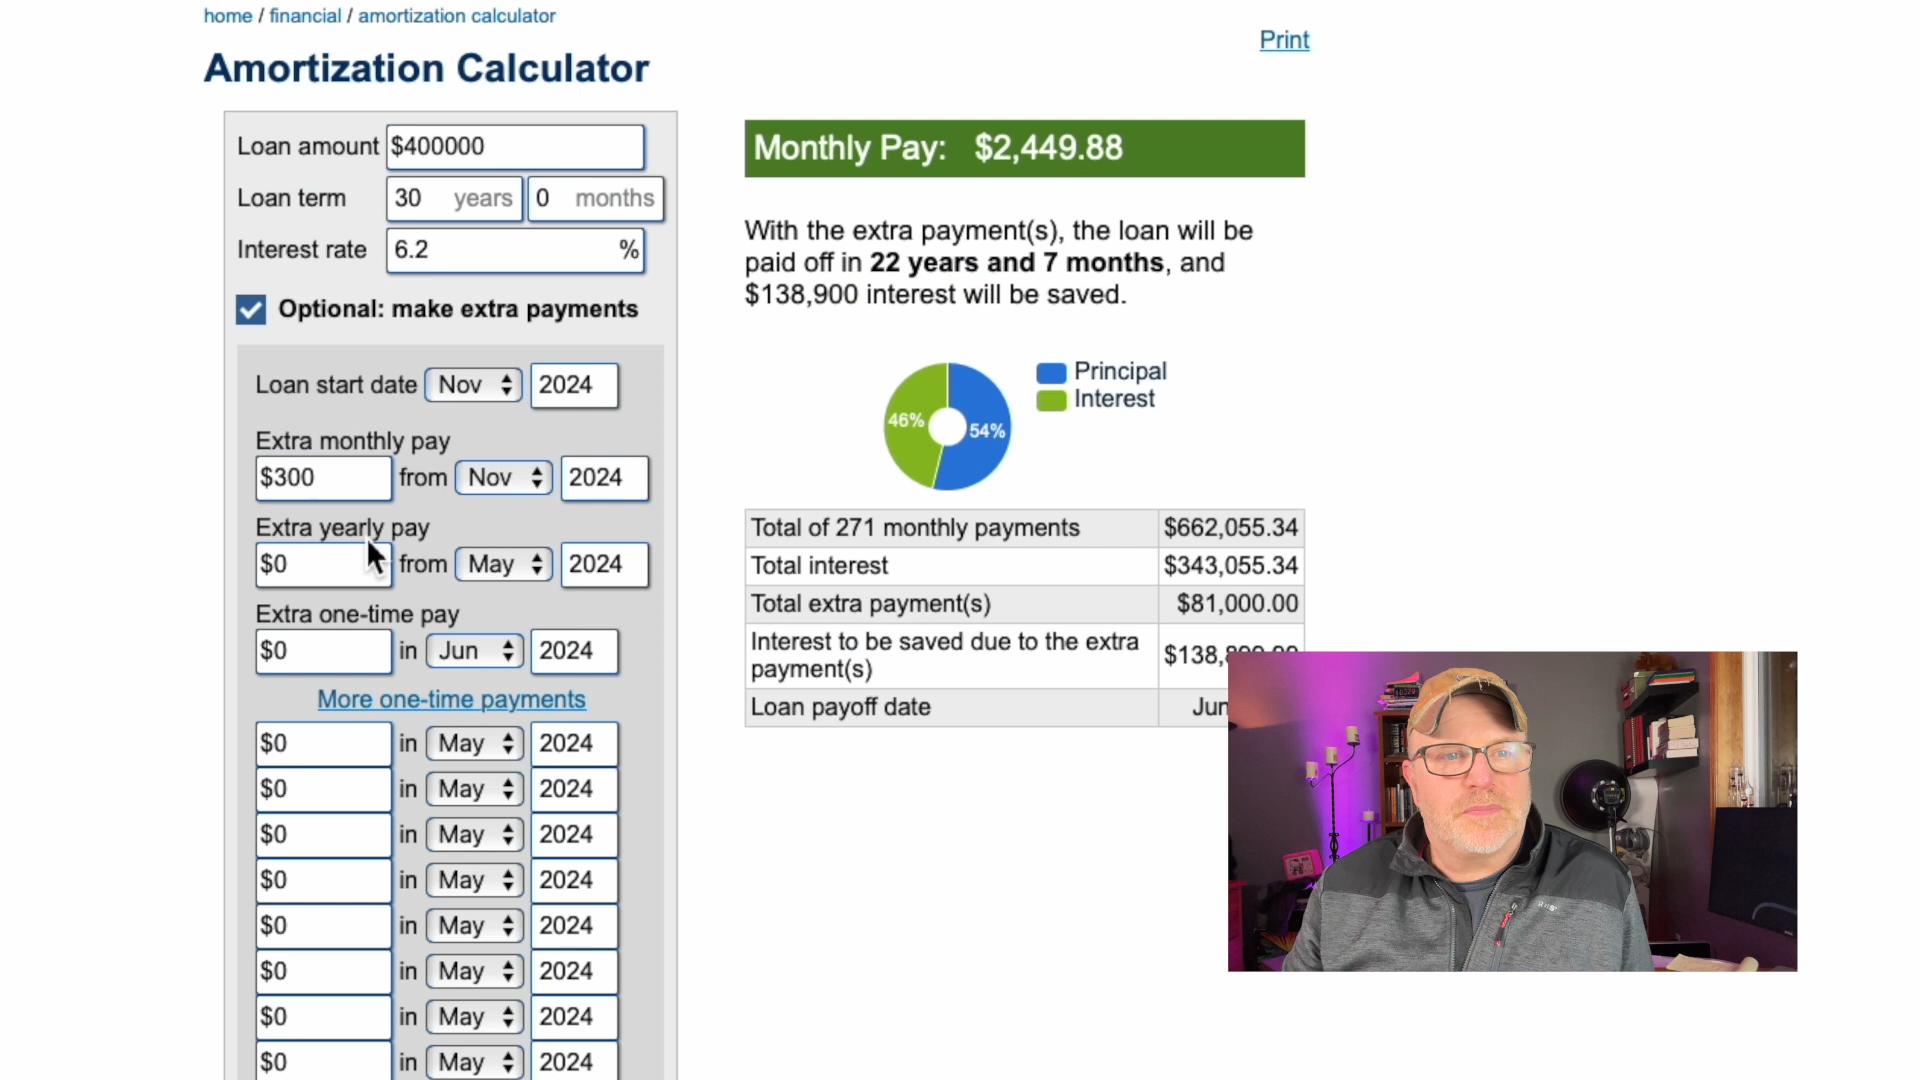 home / financial / amortization calculator
Print
Amortization Calculator
Loan amount $400000
Loan term 30 years 0 months
Interest rate 6.2 %
Optional: make extra payments
Loan start date Nov 2024
Extra monthly pay
$300 from Nov 2024
Extra yearly pay
$0 from May 2024
Extra one-time pay
$0 in Jun 2024
More one-time payments
$0 in May 2024
$0 in May 2024
$0 in May 2024
$0 in May 2024
$0 in May 2024
$0 in May 2024
$0 in May 2024
$0 in May 2024
Monthly Pay: $2,449.88
With the extra payment(s), the loan will be
paid off in 22 years and 7 months, and
$138,900 interest will be saved.
Principal
Interest
46%
54%
Total of 271 monthly payments $662,055.34
Total interest $343,055.34
Total extra payment(s) $81,000.00
Interest to be saved due to the extra
payment(s)
Loan payoff date Jun